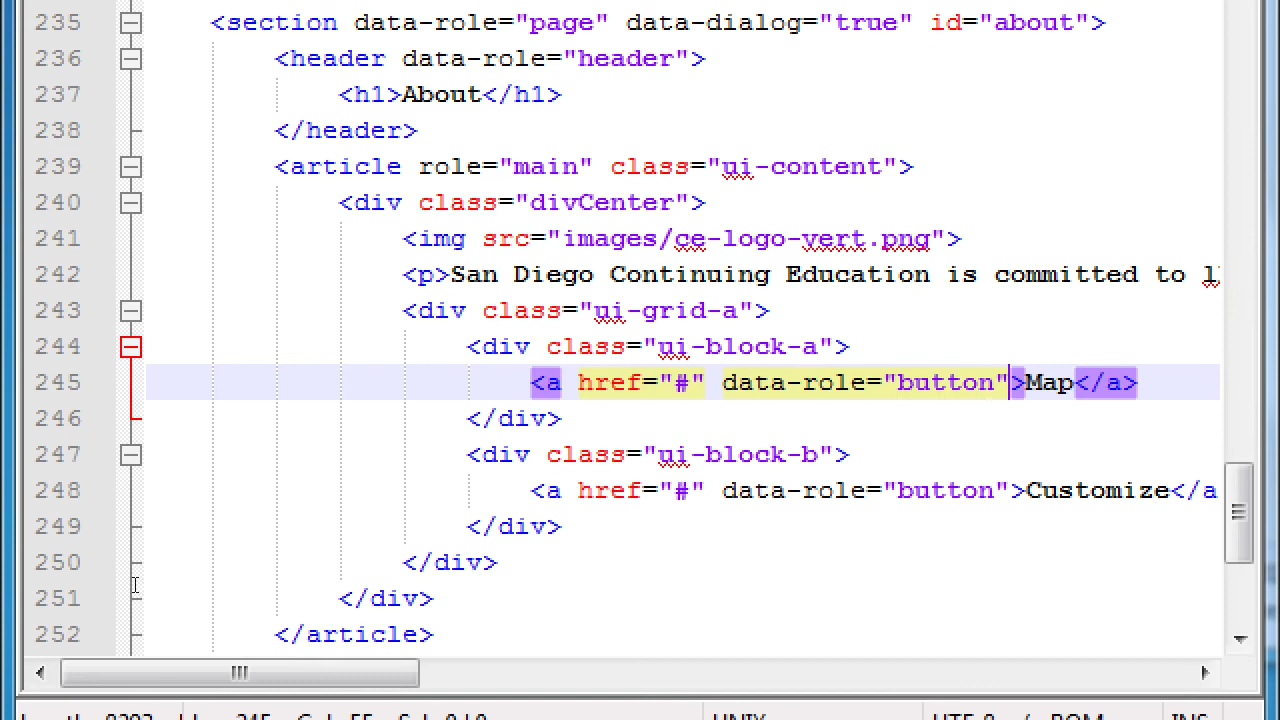 235 <section data-role="page" data-dialog="true" id="about">
236 <header data-role="header">
237 <h1>About</h1>
238 </header>
239 <article role="main" class="ui-content">
240 <div class="divCenter">
241 <img src="images/ce-logo-vert.png">
242 <p>San Diego Continuing Education is committed to
243 <div class="ui-grid-a">
244 <div class="ui-block-a">
245 <a href="#" data-role="button">Map</a>
246 </div>
247 <div class="ui-block-b">
248 <a href="#" data-role="button">Customize</a
249 </div>
250 </div>
251 </div>
252 </article>